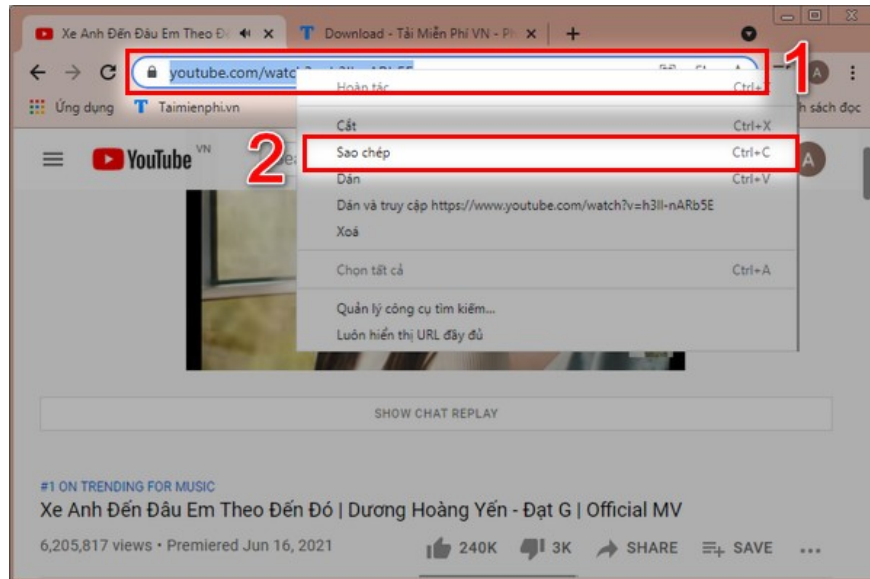 Xe Anh Đến Đâu Em Theo Đế
Download - Tải Miễn Phí VN - Ph
1
youtube.com/watc
A
Ứng dụng Taimienphi.vn
h sách đọc
Hoàn tác Ctrl+Z
Cắt Ctrl+X
YouTube VN
2
Sao chép Ctrl+C
A
Dán Ctrl+V
Dán và truy cập https://www.youtube.com/watch?v=h3Il-nARb5E
Xoá
Chọn tất cả Ctrl+A
Quản lý công cụ tìm kiếm...
Luôn hiển thị URL đầy đủ
SHOW CHAT REPLAY
#1 ON TRENDING FOR MUSIC
Xe Anh Đến Đâu Em Theo Đến Đó | Dương Hoàng Yến - Đạt G | Official MV
6,205,817 views • Premiered Jun 16, 2021 240K 3K SHARE SAVE ...